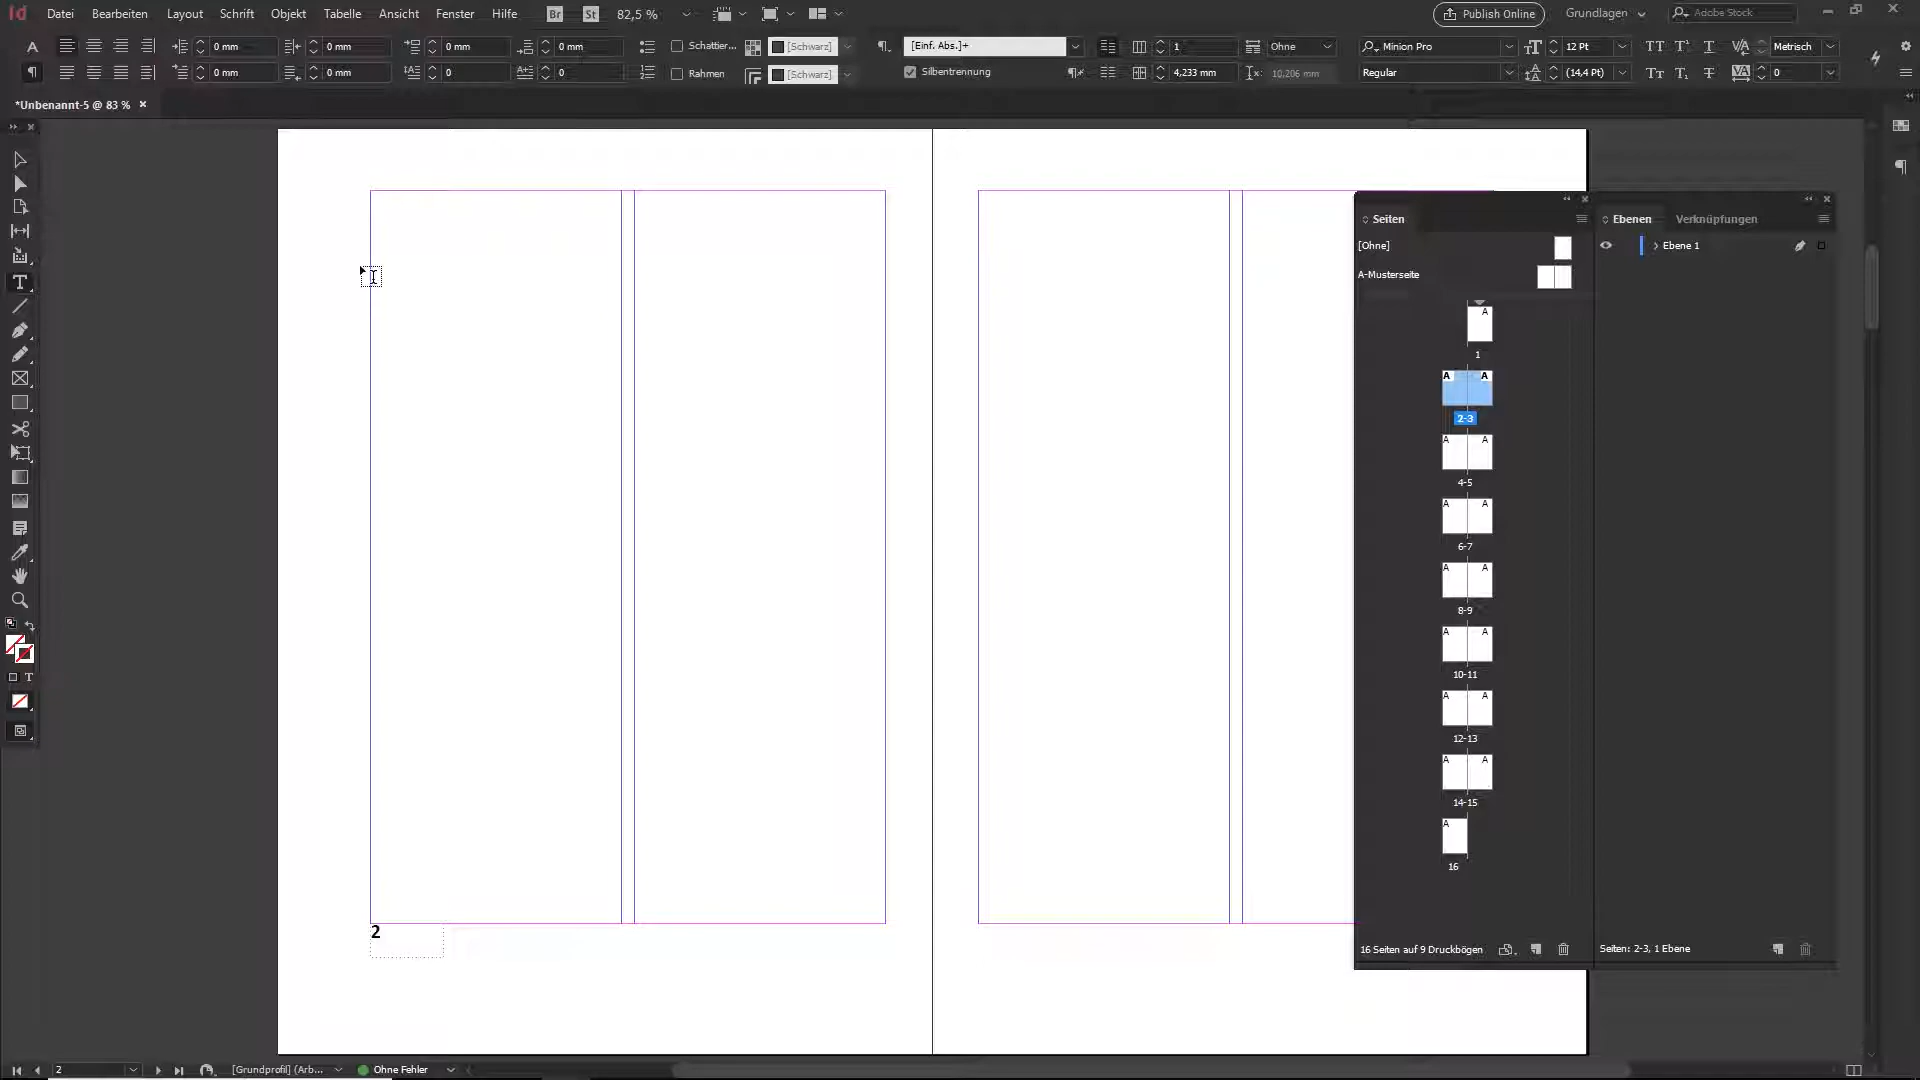 Id Datei Bearbeiten Layout Schrift Objekt Tabelle Ansicht Fenster Hilfe Br St 82,5 % Publish Online Grundlagen Adobe Stock
A 0 mm 0 mm 0 mm 0 mm Schattier... [Schwarz] [Einf. Abs.]+ 1 Ohne Minion Pro 12 Pt Metrisch
0 mm 0 mm 0 0 Rahmen [Schwarz] Silbentrennung 4,233 mm 10,206 mm Regular (14,4 Pt) 0
*Unbenannt-5 @ 83 %
Seiten
Ebenen Verknüpfungen
[Ohne]
Ebene 1
A-Musterseite
A
1
A A
2-3
A A
4-5
A A
6-7
A A
8-9
A A
10-11
A A
12-13
A A
14-15
A
16
2
16 Seiten auf 9 Druckbögen
Seiten: 2-3, 1 Ebene
2 [Grundprofil] (Arb... Ohne Fehler